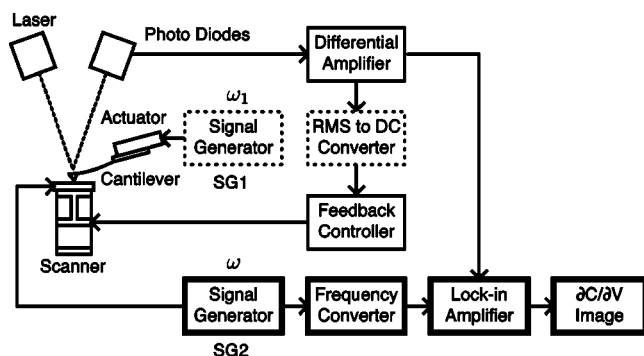 Laser
Photo Diodes
Differential
Amplifier
ω₁
Actuator
Signal
Generator
RMS to DC
Converter
Cantilever
SG1
Feedback
Controller
Scanner
ω
Signal
Generator
Frequency
Converter
Lock-in
Amplifier
∂C/∂V
Image
SG2